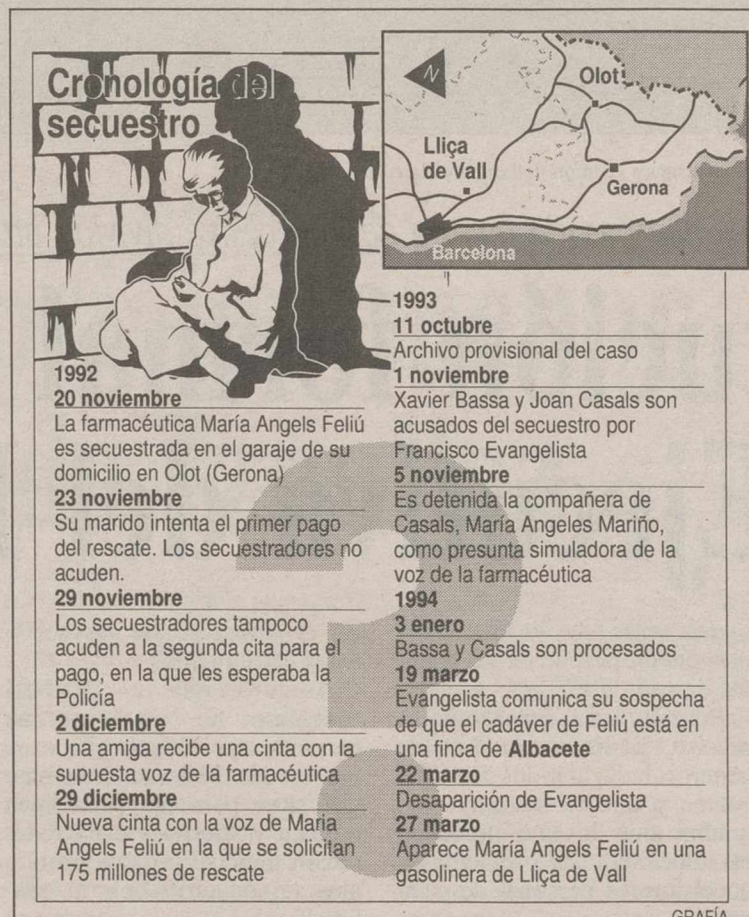 Cronología del
secuestro
N
Olot
Lliça
de Vall
Gerona
Barcelona
1992
20 noviembre
La farmacéutica María Angels Feliú
es secuestrada en el garaje de su
domicilio en Olot (Gerona)
23 noviembre
Su marido intenta el primer pago
del rescate. Los secuestradores no
acuden.
29 noviembre
Los secuestradores tampoco
acuden a la segunda cita para el
pago, en la que les esperaba la
Policía
2 diciembre
Una amiga recibe una cinta con la
supuesta voz de la farmacéutica
29 diciembre
Nueva cinta con la voz de Maria
Angels Feliú en la que se solicitan
175 millones de rescate
1993
11 octubre
Archivo provisional del caso
1 noviembre
Xavier Bassa y Joan Casals son
acusados del secuestro por
Francisco Evangelista
5 noviembre
Es detenida la compañera de
Casals, María Angeles Mariño,
como presunta simuladora de la
voz de la farmacéutica
1994
3 enero
Bassa y Casals son procesados
19 marzo
Evangelista comunica su sospecha
de que el cadáver de Feliú está en
una finca de Albacete
22 marzo
Desaparición de Evangelista
27 marzo
Aparece María Angels Feliú en una
gasolinera de Lliça de Vall
GRAFÍA
?